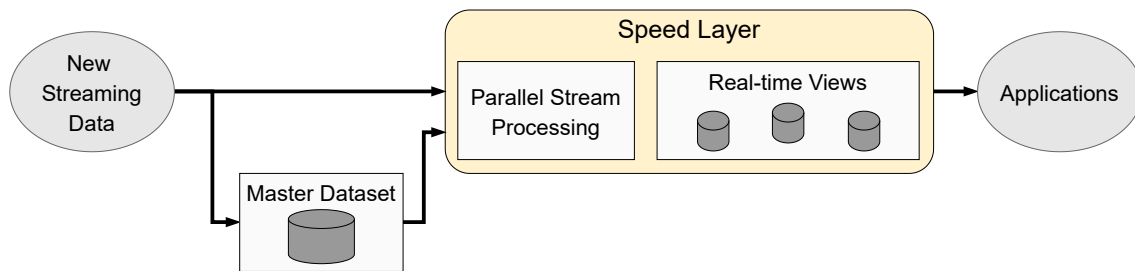 New
Streaming
Data
Speed Layer
Parallel Stream
Processing
Real-time Views
Applications
Master Dataset